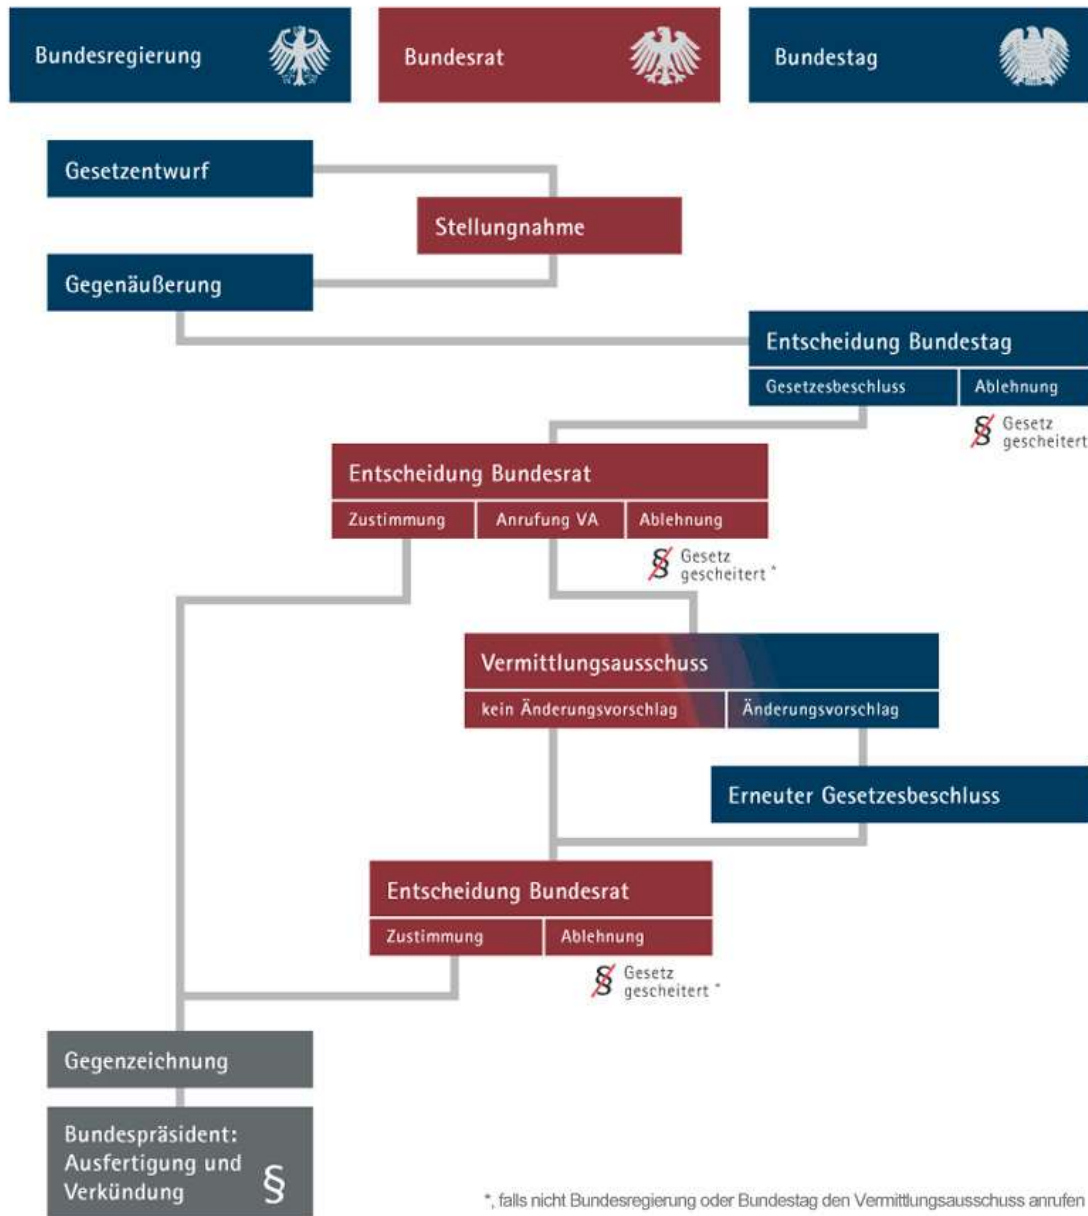 Bundesregierung
Bundesrat
Bundestag
Gesetzentwurf
Stellungnahme
Gegenäußerung
Entscheidung Bundestag
Gesetzesbeschluss
Ablehnung
§ Gesetz
gescheitert
Entscheidung Bundesrat
Zustimmung
Anrufung VA
Ablehnung
§ Gesetz
gescheitert *
Vermittlungsausschuss
kein Änderungsvorschlag
Änderungsvorschlag
Erneuter Gesetzesbeschluss
Entscheidung Bundesrat
Zustimmung
Ablehnung
§ Gesetz
gescheitert *
Gegenzeichnung
Bundespräsident:
Ausfertigung und
Verkündung §
*, falls nicht Bundesregierung oder Bundestag den Vermittlungsausschuss anrufen